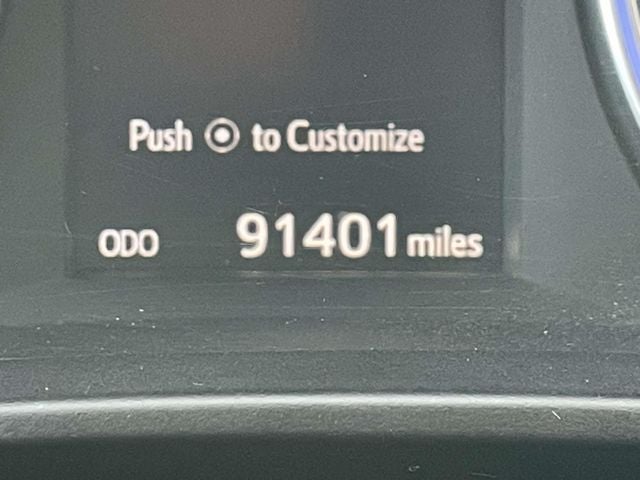 Push ⦿ to Customize
ODO 91401 miles